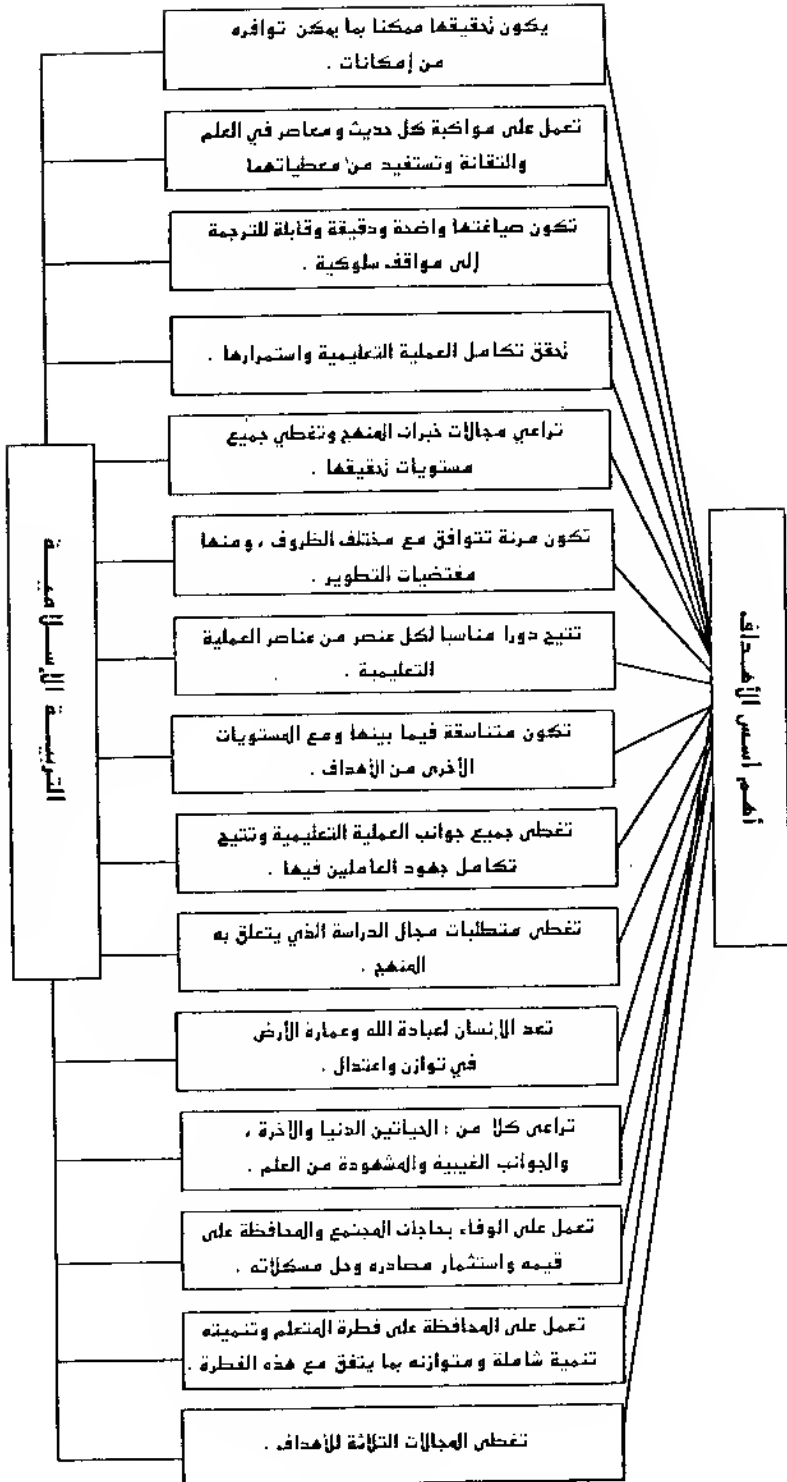 أهم أسس الأهداف
يكون تحقيقها ممكنا بما يمكن توافره
من إمكانات .
تعمل على مواكبة كل حديث ومعاصر في العلم
والتقانة وتستفيد من معطياتهما
تكون صياغتها واضحة ودقيقة وقابلة للترجمة
إلى مواقف سلوكية .
تحقق تكامل العملية التعليمية واستمرارها .
تراعي مجالات خبرات المنهج وتغطي جميع
مستويات تحقيقها .
تكون مرنة تتوافق مع مختلف الظروف ، ومنها
مقتضيات التطوير .
تتيح دورا مناسبا لكل عنصر من عناصر العملية
التعليمية .
تكون متناسقة فيما بينها ومع المستويات
الأخرى من الأهداف .
تغطى جميع جوانب العملية التعليمية وتتيح
تكامل جهود العاملين فيها .
تغطى متطلبات مجال الدراسة الذي يتعلق به
المنهج .
تعد الإنسان لعبادة الله وعمارة الأرض
في توازن واعتدال .
تراعى كلا من : الحياتين الدنيا والآخرة ،
والجوانب الغيبية والمشهودة من العلم .
تعمل على الوفاء بحاجات المجتمع والمحافظة على
قيمه واستثمار مصادره وحل مشكلاته .
تعمل على المحافظة على فطرة المتعلم وتنميته
تنمية شاملة ومتوازنه بما يتفق مع هذه الفطرة .
تغطى المجالات الثلاثة للأهداف .
التربيــة الإســلاميــة